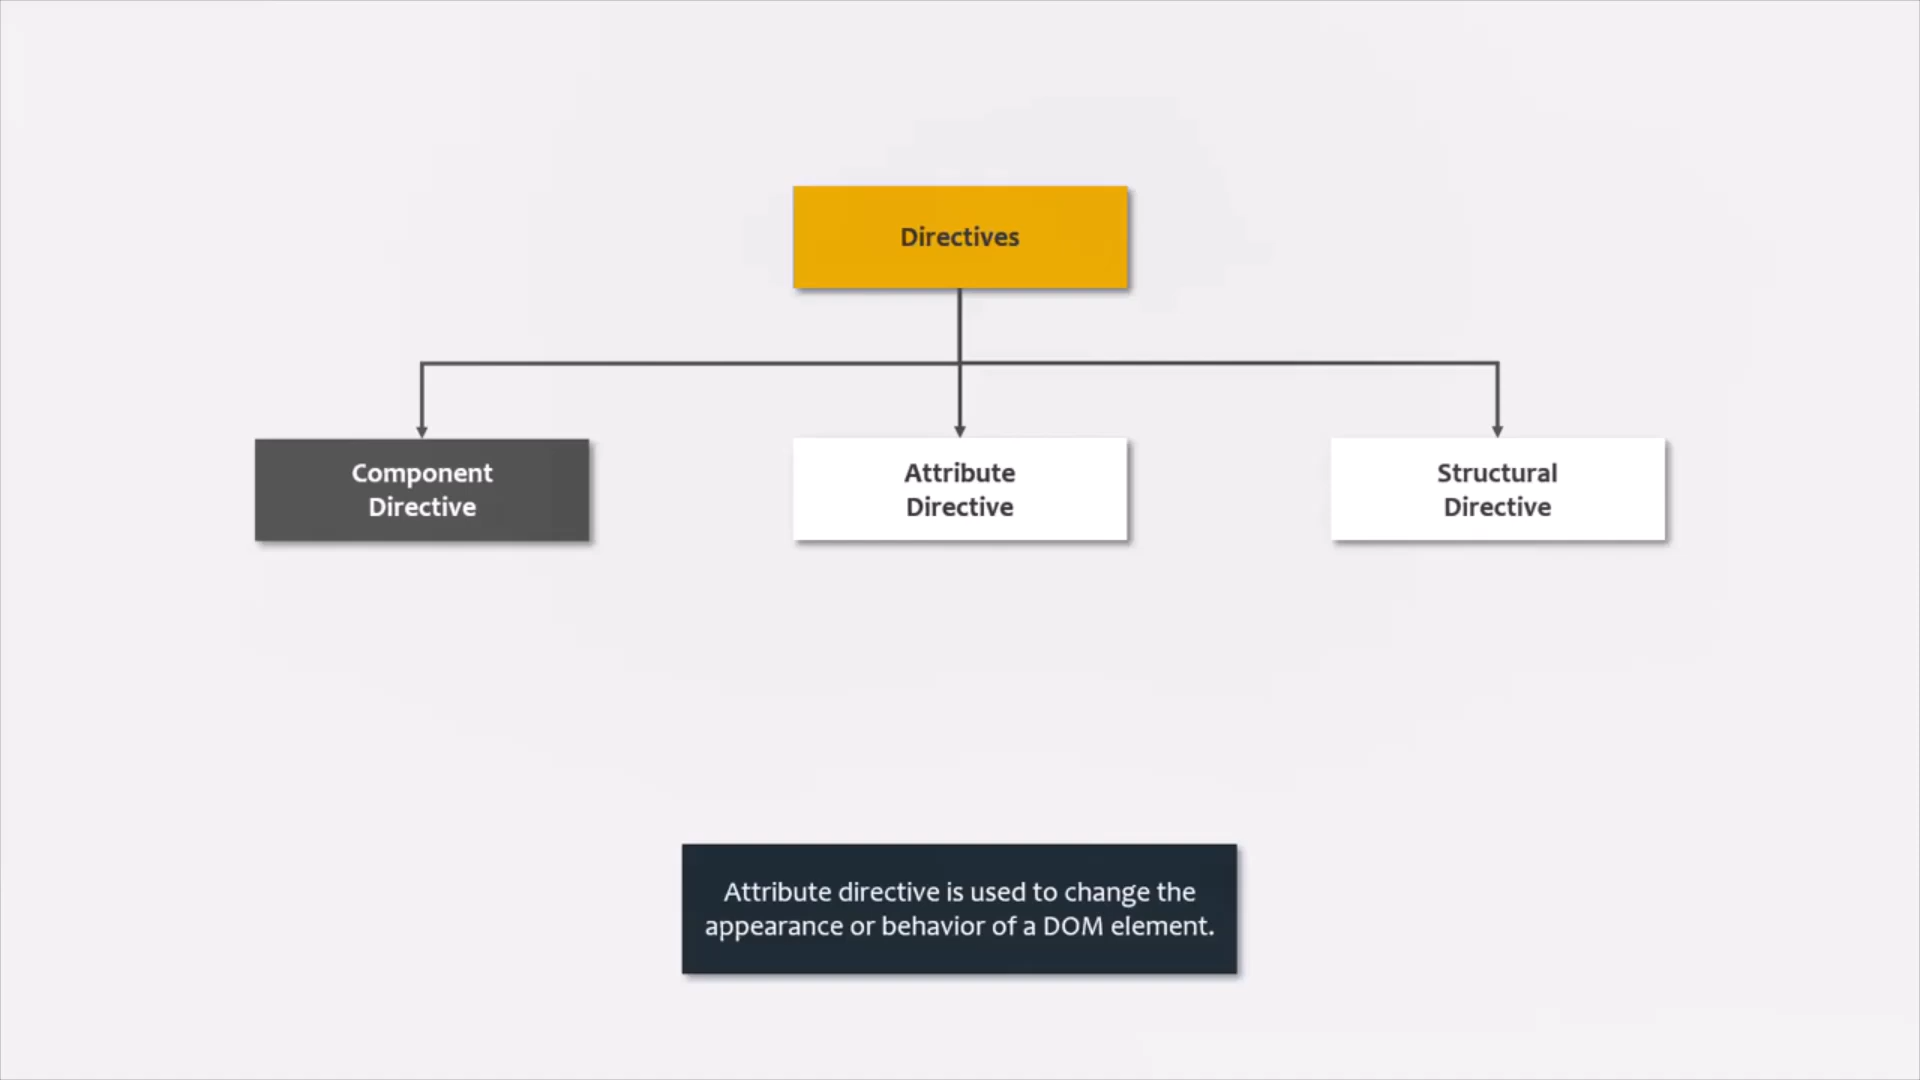 Directives
Component
Directive
Attribute
Directive
Structural
Directive
Attribute directive is used to change the
appearance or behavior of a DOM element.